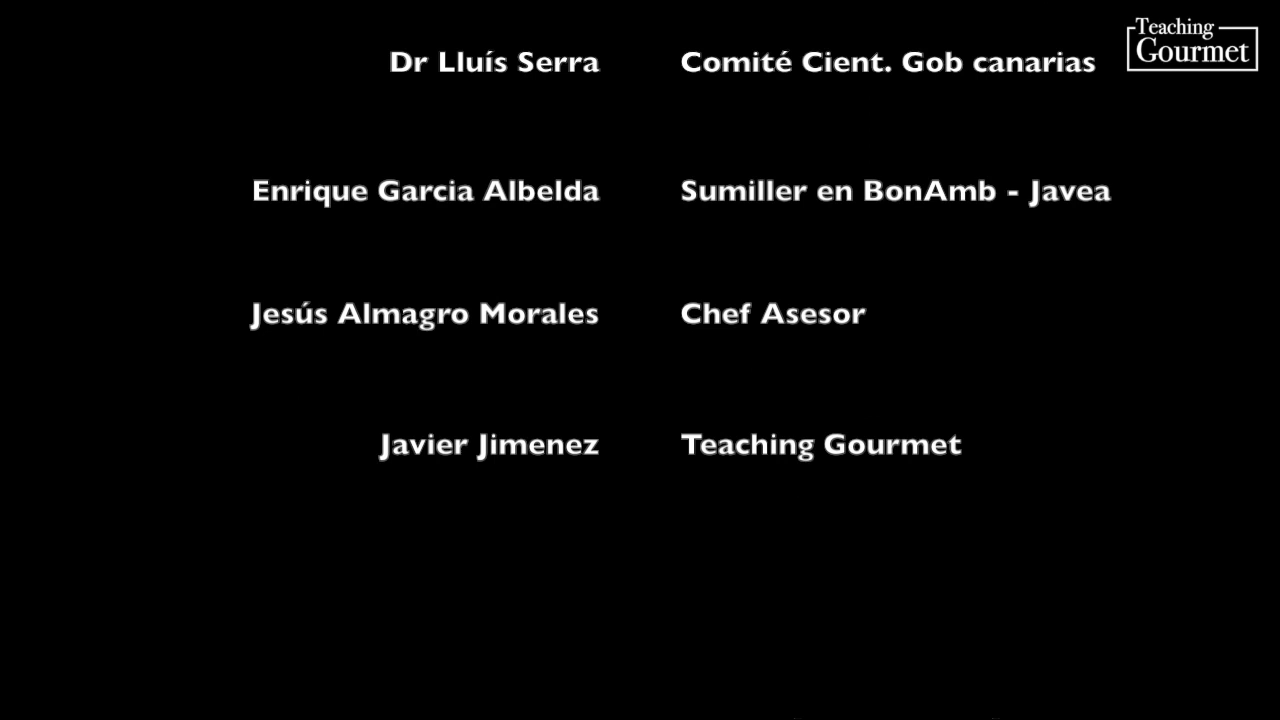 Teaching
Gourmet
Dr Lluís Serra Comité Cient. Gob canarias
Enrique Garcia Albelda Sumiller en BonAmb - Javea
Jesús Almagro Morales Chef Asesor
Javier Jimenez Teaching Gourmet